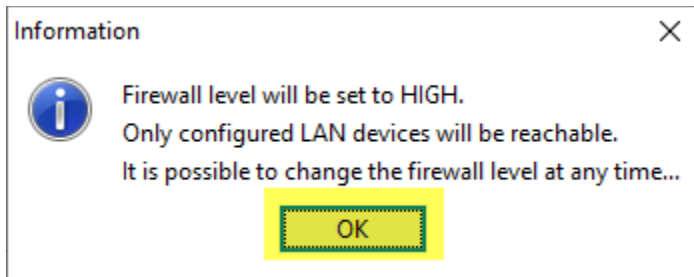 Information
Firewall level will be set to HIGH.
Only configured LAN devices will be reachable.
It is possible to change the firewall level at any time...
OK